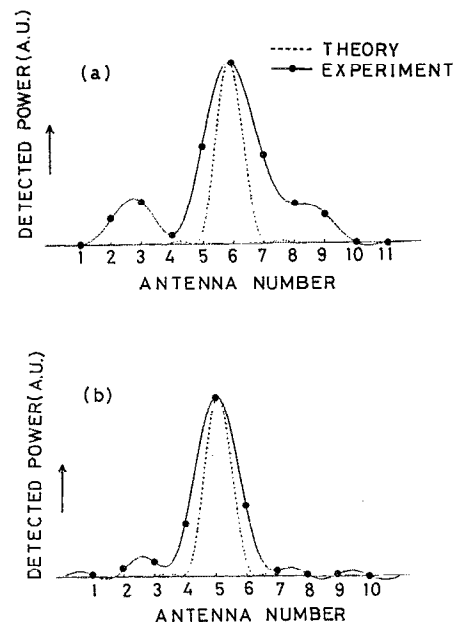 (a)
THEORY
EXPERIMENT
DETECTED POWER(A.U.)
1 2 3 4 5 6 7 8 9 10 11
ANTENNA NUMBER
(b)
DETECTED POWER(A.U.)
1 2 3 4 5 6 7 8 9 10
ANTENNA NUMBER